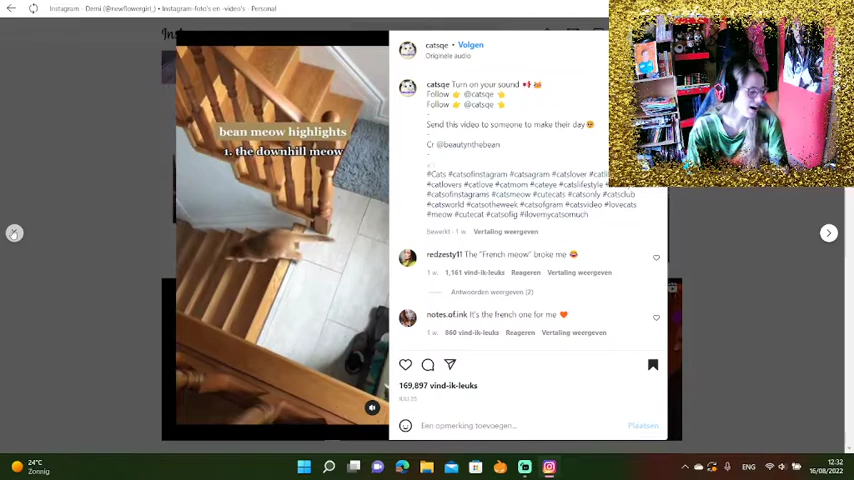 Instagram - Demi (@newflowergirl_) • Instagram-foto's en -video's - Personal
bean meow highlights
1. the downhill meow
catsqe • Volgen
Originele audio
catsqe Turn on your sound
Follow 👉 @catsqe 👈
Follow 👉 @catsqe 👈
-
Send this video to someone to make their day
-
Cr @beautynthebean
-
#Cats #catsofinstagram #catsagram #catslover
#catlovers #catlove #catmom #cateye #catslifestyle
#catsofinstagrams #catsmeow #cutecats #catsonly #catsclub
#catsworld #catsoftheweek #catsofgram #catsvideo #lovecats
#meow #cutecat #catsofig #ilovemycatsomuch
Bewerkt · 1 w. Vertaling weergeven
redzesty11 The "French meow" broke me
1 w. 1,161 vind-ik-leuks Reageren Vertaling weergeven
Antwoorden weergeven (2)
notes.of.ink It's the french one for me
1 w. 860 vind-ik-leuks Reageren Vertaling weergeven
169,897 vind-ik-leuks
JULI 25
Een opmerking toevoegen... Plaatsen
24°C
Zonnig
ENG
12:32
16/08/2022